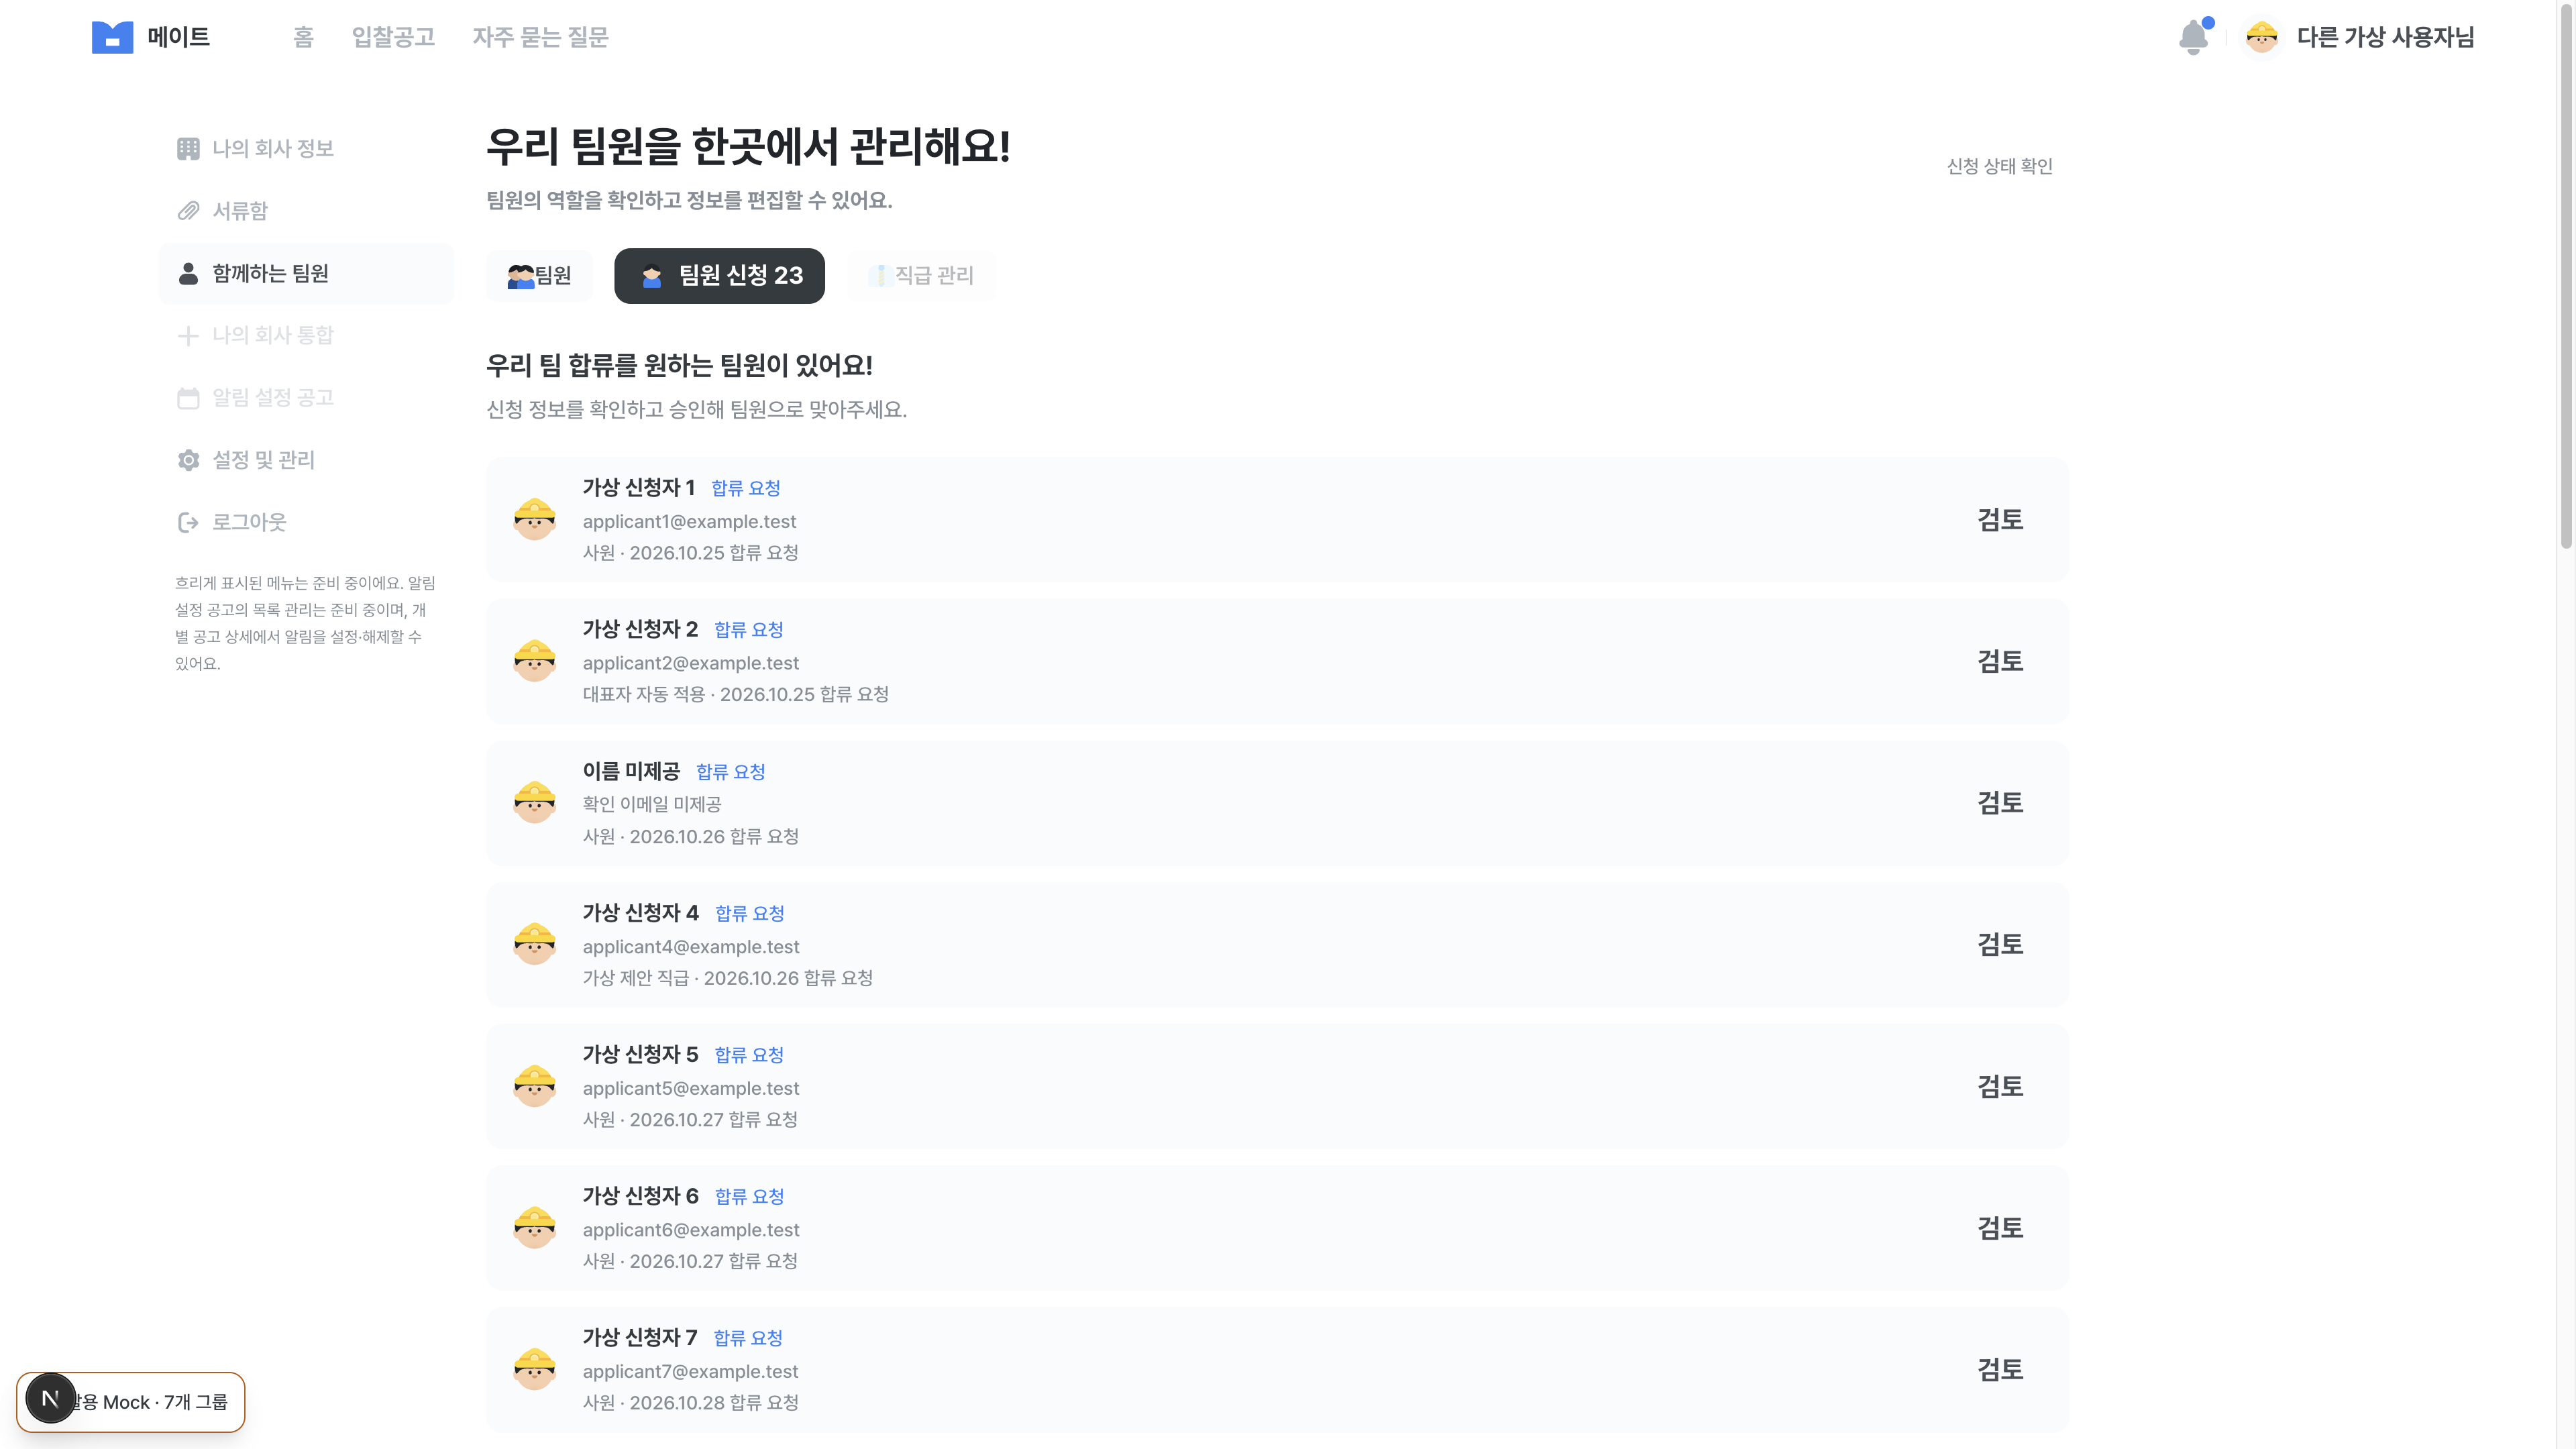 메이트
홈
입찰공고
자주 묻는 질문
다른 가상 사용자님
나의 회사 정보
서류함
함께하는 팀원
나의 회사 통합
알림 설정 공고
설정 및 관리
로그아웃
흐리게 표시된 메뉴는 준비 중이에요. 알림
설정 공고의 목록 관리는 준비 중이며, 개
별 공고 상세에서 알림을 설정·해제할 수
있어요.
우리 팀원을 한곳에서 관리해요!
팀원의 역할을 확인하고 정보를 편집할 수 있어요.
신청 상태 확인
팀원
팀원 신청 23
직급 관리
우리 팀 합류를 원하는 팀원이 있어요!
신청 정보를 확인하고 승인해 팀원으로 맞아주세요.
가상 신청자 1 합류 요청
applicant1@example.test
사원 · 2026.10.25 합류 요청
검토
가상 신청자 2 합류 요청
applicant2@example.test
대표자 자동 적용 · 2026.10.25 합류 요청
검토
이름 미제공 합류 요청
확인 이메일 미제공
사원 · 2026.10.26 합류 요청
검토
가상 신청자 4 합류 요청
applicant4@example.test
가상 제안 직급 · 2026.10.26 합류 요청
검토
가상 신청자 5 합류 요청
applicant5@example.test
사원 · 2026.10.27 합류 요청
검토
가상 신청자 6 합류 요청
applicant6@example.test
사원 · 2026.10.27 합류 요청
검토
가상 신청자 7 합류 요청
applicant7@example.test
사원 · 2026.10.28 합류 요청
검토
N
Mock · 7개 그룹